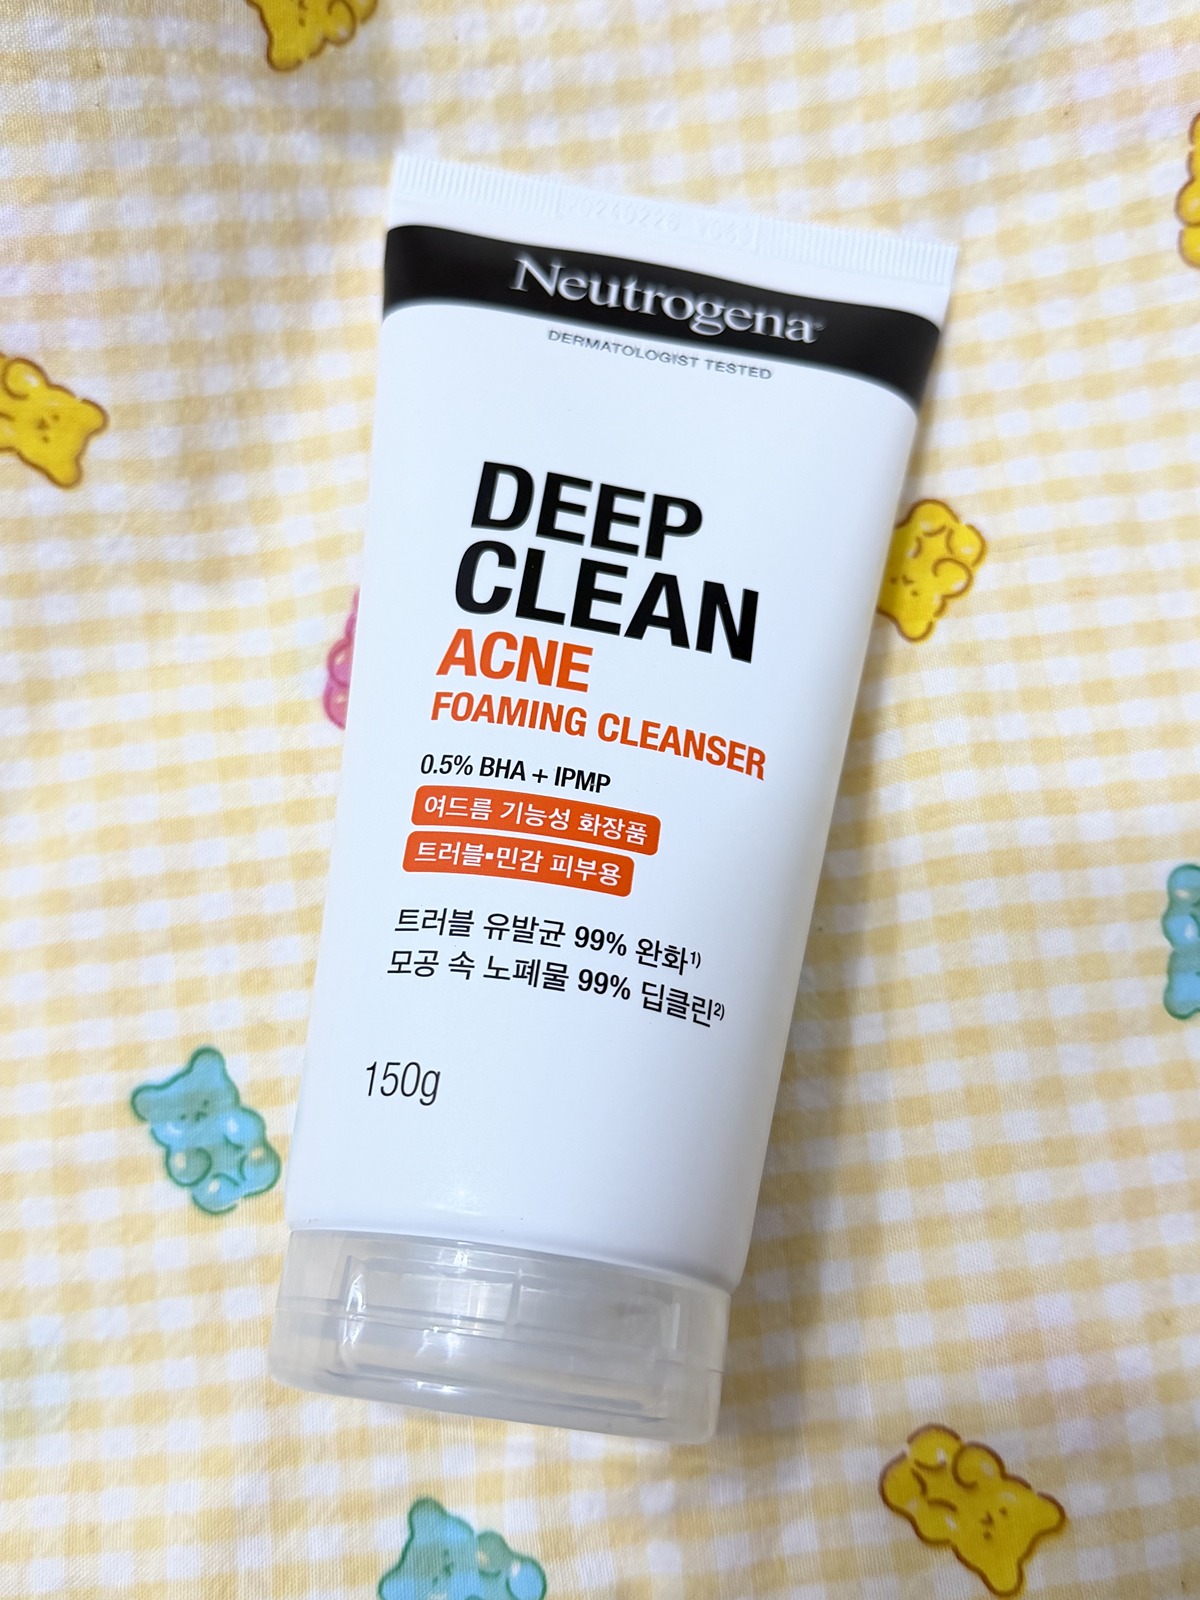 Neutrogena®
DERMATOLOGIST TESTED
DEEP
CLEAN
ACNE
FOAMING CLEANSER
0.5% BHA + IPMP
여드름 기능성 화장품
트러블▪민감 피부용
트러블 유발균 99% 완화1)
모공 속 노폐물 99% 딥클린2)
150g